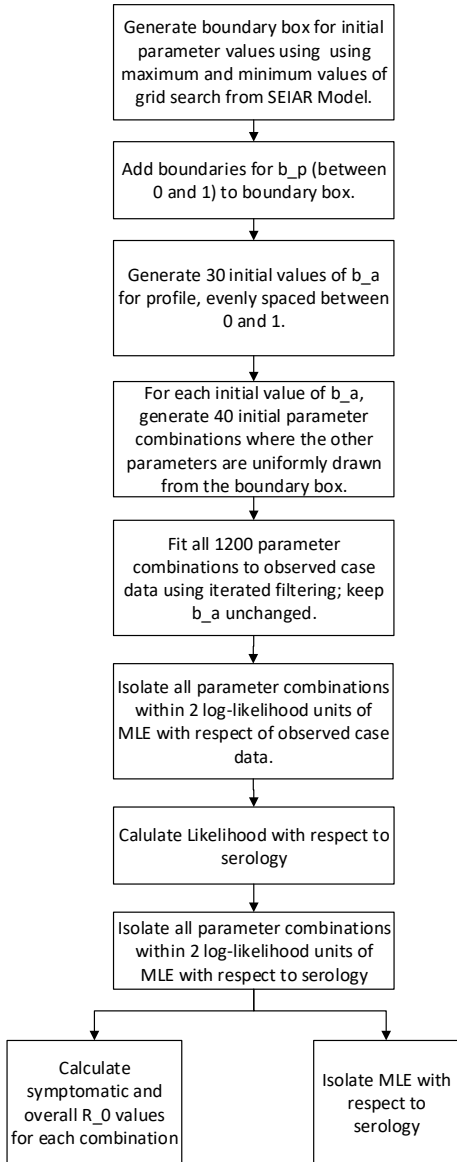 Generate boundary box for initial
parameter values using  using
maximum and minimum values of
grid search from SEIAR Model.
Add boundaries for b_p (between
0 and 1) to boundary box.
Generate 30 initial values of b_a
for profile, evenly spaced between
0 and 1.
For each initial value of b_a,
generate 40 initial parameter
combinations where the other
parameters are uniformly drawn
from the boundary box.
Fit all 1200 parameter
combinations to observed case
data using iterated filtering; keep
b_a unchanged.
Isolate all parameter combinations
within 2 log-likelihood units of
MLE with respect of observed case
data.
Calulate Likelihood with respect to
serology
Isolate all parameter combinations
within 2 log-likelihood units of
MLE with respect to serology
Calculate
symptomatic and
overall R_0 values
for each combination
Isolate MLE with
respect to
serology